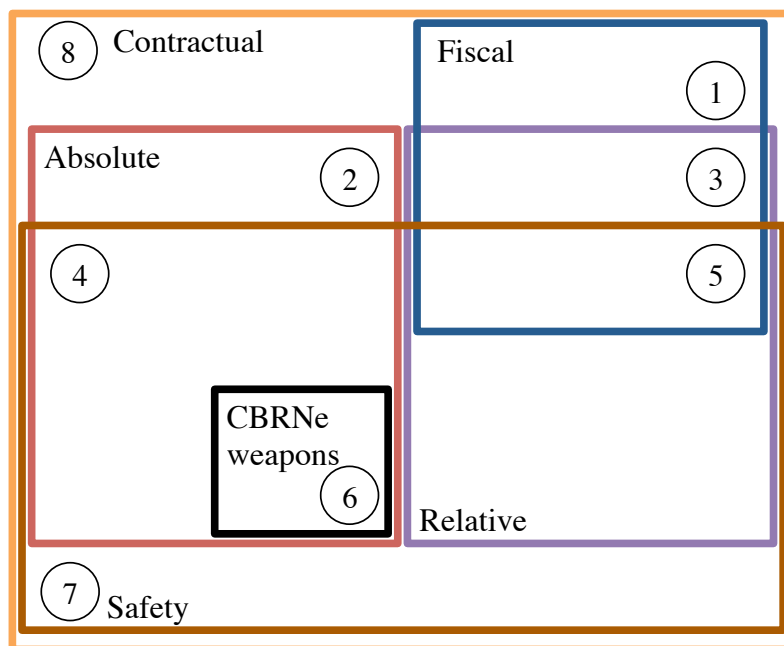 8 Contractual
Fiscal
1
Absolute
2
3
4
5
CBRNe
weapons
6
Relative
7 Safety